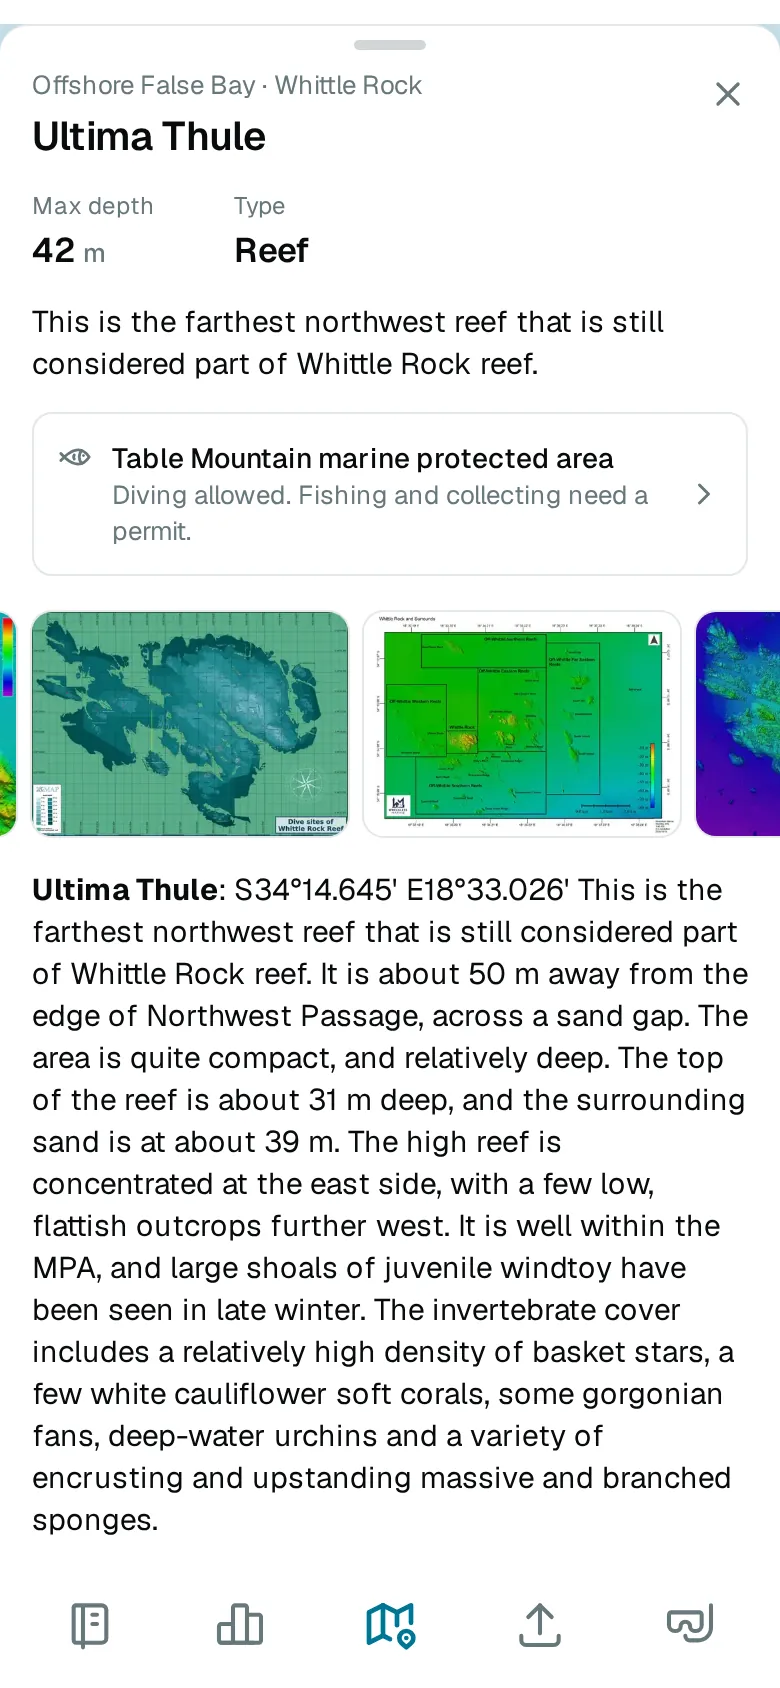 Offshore False Bay · Whittle Rock
Ultima Thule
Max depth
Type
42 m
Reef
This is the farthest northwest reef that is still
considered part of Whittle Rock reef.
Table Mountain marine protected area
Diving allowed. Fishing and collecting need a
permit.
Whittle Rock and Surrounds
Dive sites of
Whittle Rock Reef
Ultima Thule: S34°14.645' E18°33.026' This is the
farthest northwest reef that is still considered part
of Whittle Rock reef. It is about 50 m away from the
edge of Northwest Passage, across a sand gap. The
area is quite compact, and relatively deep. The top
of the reef is about 31 m deep, and the surrounding
sand is at about 39 m. The high reef is
concentrated at the east side, with a few low,
flattish outcrops further west. It is well within the
MPA, and large shoals of juvenile windtoy have
been seen in late winter. The invertebrate cover
includes a relatively high density of basket stars, a
few white cauliflower soft corals, some gorgonian
fans, deep-water urchins and a variety of
encrusting and upstanding massive and branched
sponges.